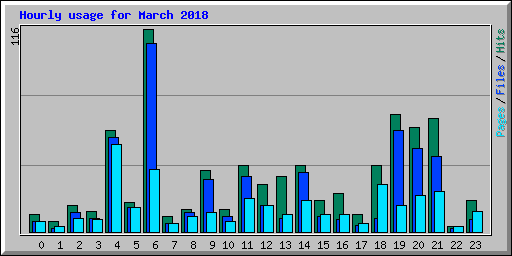 Hourly usage for March 2018
116
Pages/Files/Hits
0 1 2 3 4 5 6 7 8 9 10 11 12 13 14 15 16 17 18 19 20 21 22 23